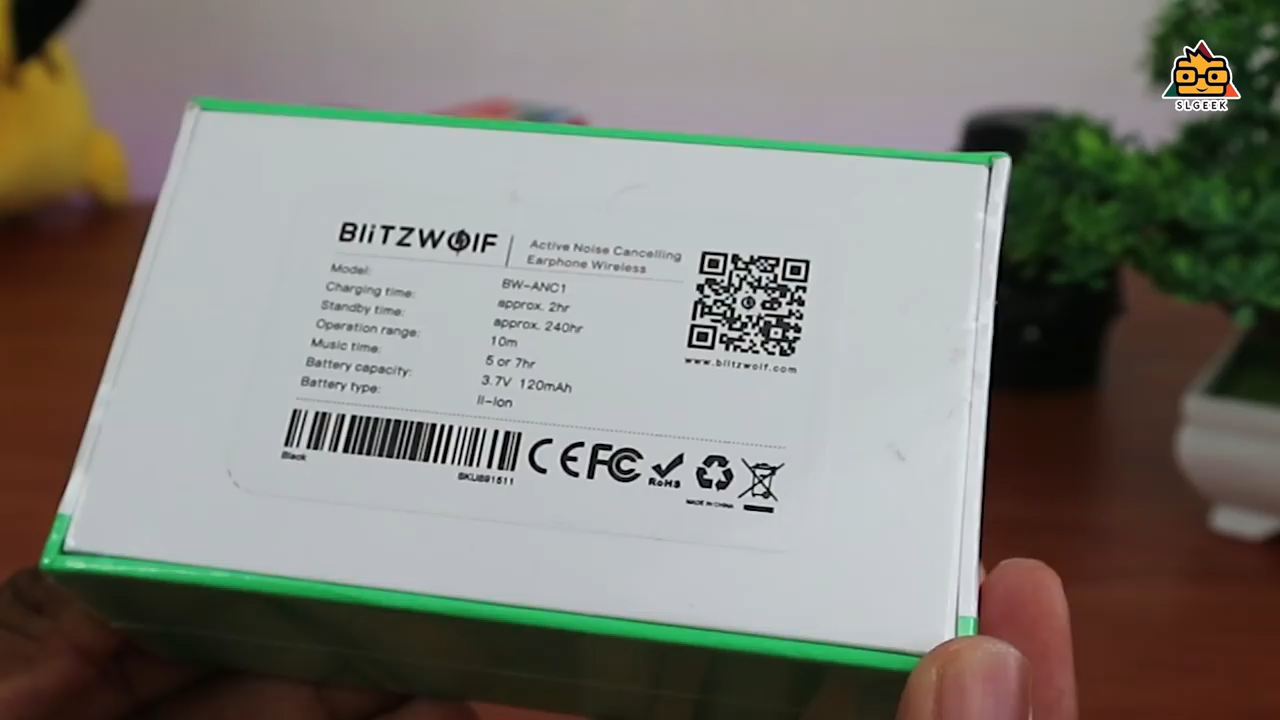 SLGEEK
BlitzWolf
Active Noise Cancelling
Earphone Wireless
Model: BW-ANC1
Charging time: approx. 2hr
Standby time: approx. 240hr
Operation range: 10m
Music time: 5 or 7hr
Battery capacity: 3.7V 120mAh
Battery type: li-ion
www.blitzwolf.com
Black
SKU891511
CE FC RoHS
MADE IN CHINA